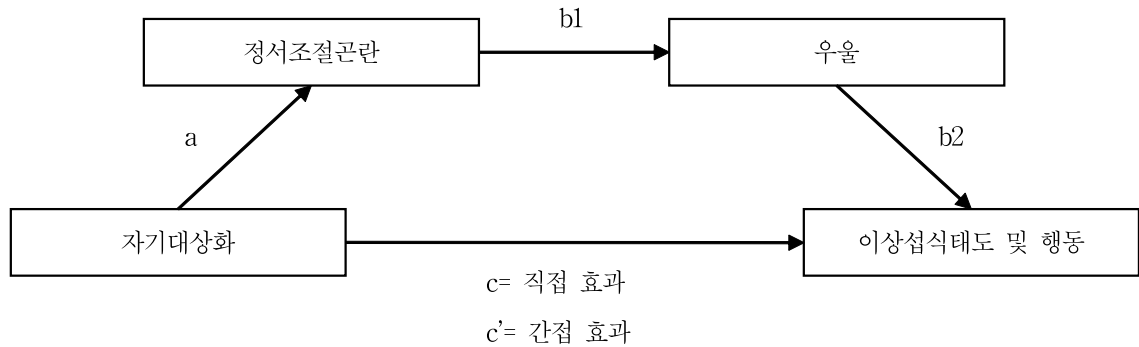 b1
정서조절곤란
우울
a
b2
자기대상화
이상섭식태도 및 행동
c= 직접 효과
c'= 간접 효과